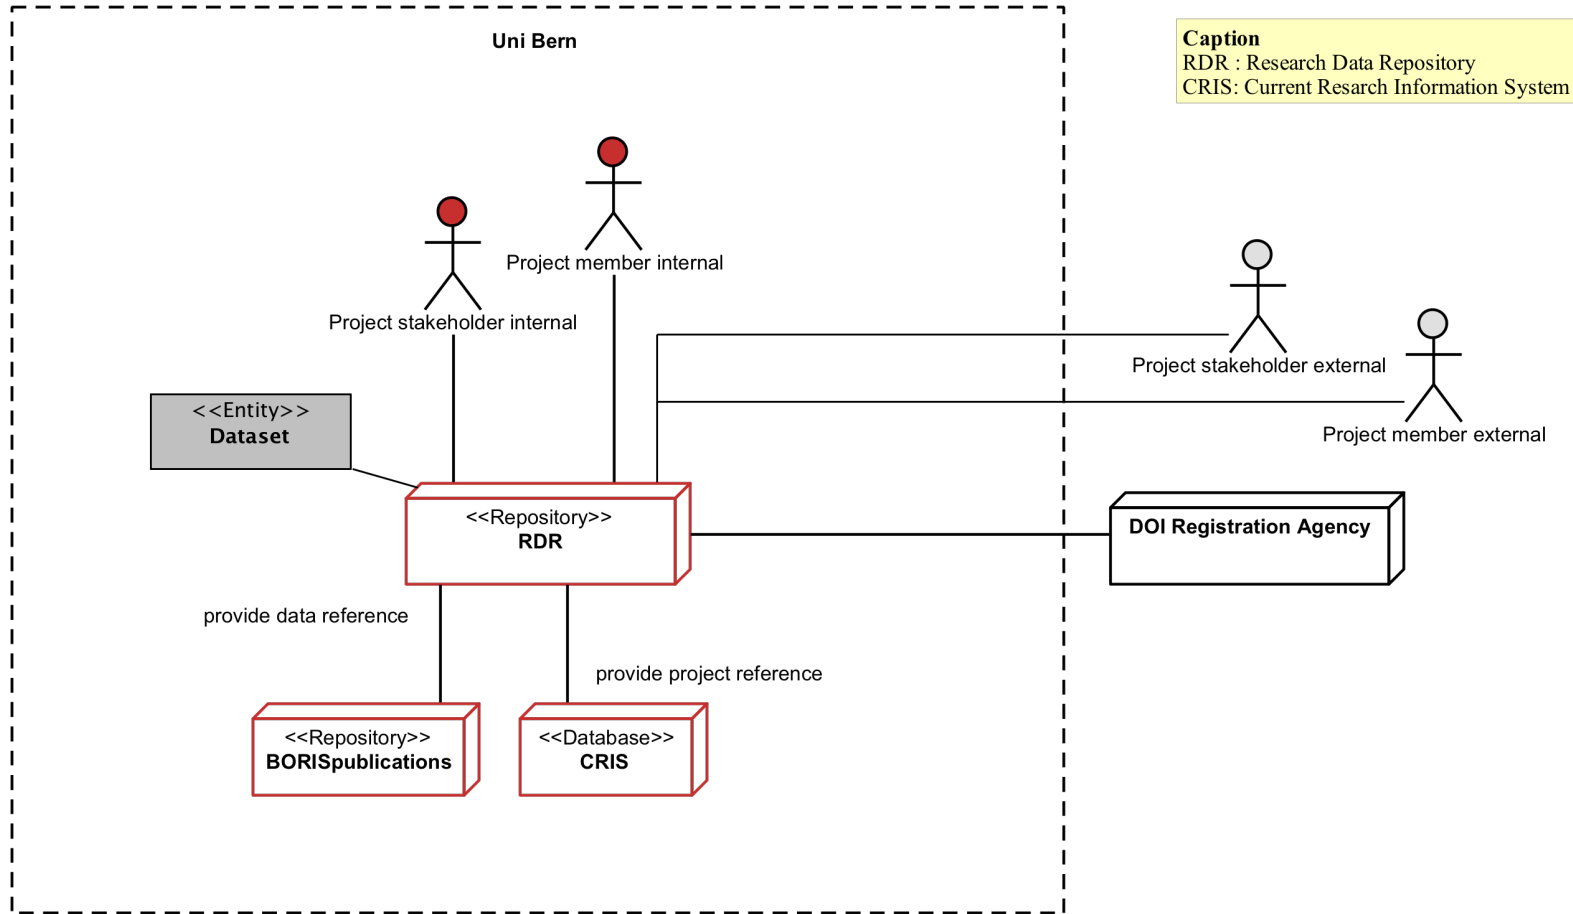 Uni Bern
Caption
RDR : Research Data Repository
CRIS: Current Resarch Information System
Project member internal
Project stakeholder internal
Project stakeholder external
Project member external
<<Entity>>
Dataset
<<Repository>>
RDR
DOI Registration Agency
provide data reference
provide project reference
<<Repository>>
BORISpublications
<<Database>>
CRIS